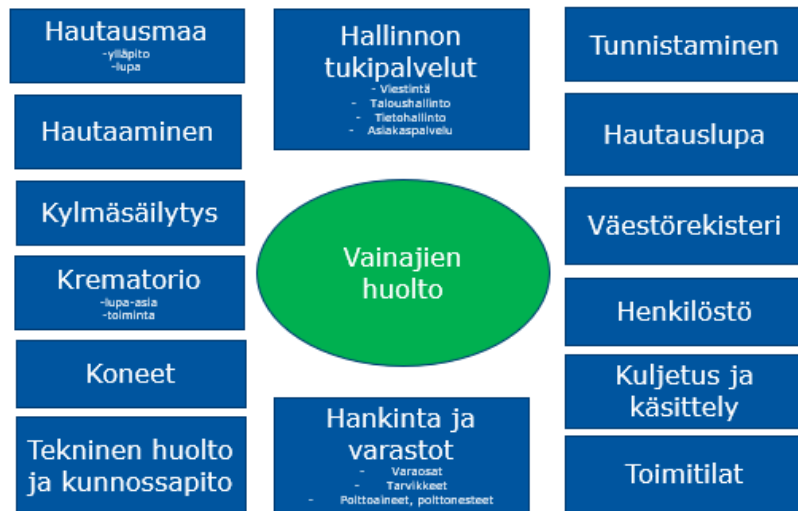 Hautausmaa
-ylläpito
-lupa
Hautaaminen
Kylmäsäilytys
Krematorio
-lupa-asia
-toiminta
Koneet
Tekninen huolto
ja kunnossapito
Hallinnon
tukipalvelut
- Viestintä
- Taloushallinto
- Tietohallinto
- Asiakaspalvelu
Vainajien
huolto
Hankinta ja
varastot
- Varaosat
- Tarvikkeet
- Polttoaineet, polttonesteet
Tunnistaminen
Hautauslupa
Väestörekisteri
Henkilöstö
Kuljetus ja
käsittely
Toimitilat